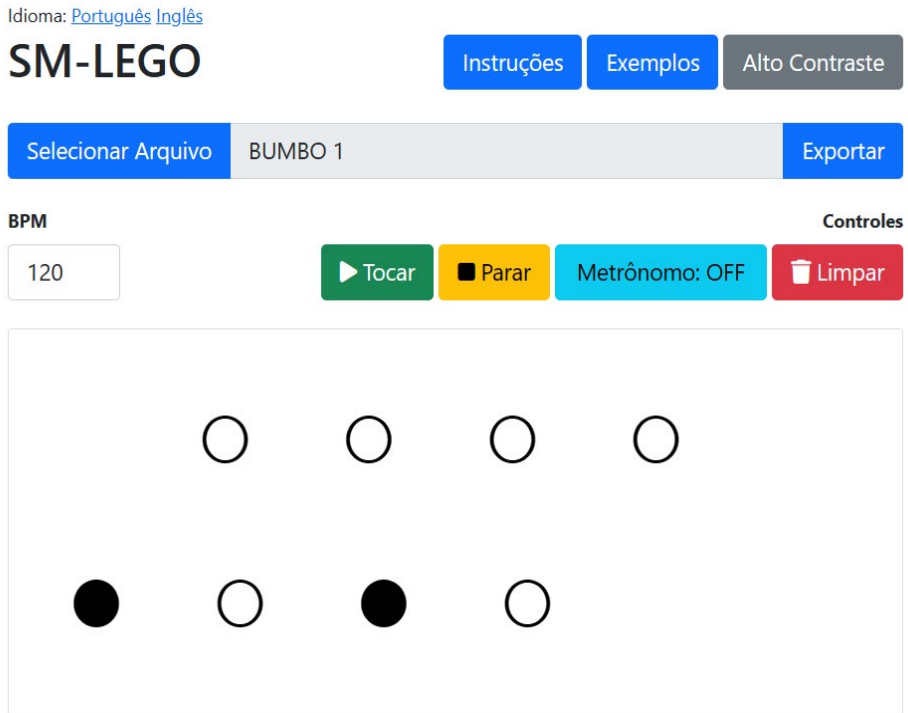 Idioma: Português Inglês
SM-LEGO
Instruções
Exemplos
Alto Contraste
Selecionar Arquivo
BUMBO 1
Exportar
BPM
Controles
120
Tocar
Parar
Metrônomo: OFF
Limpar